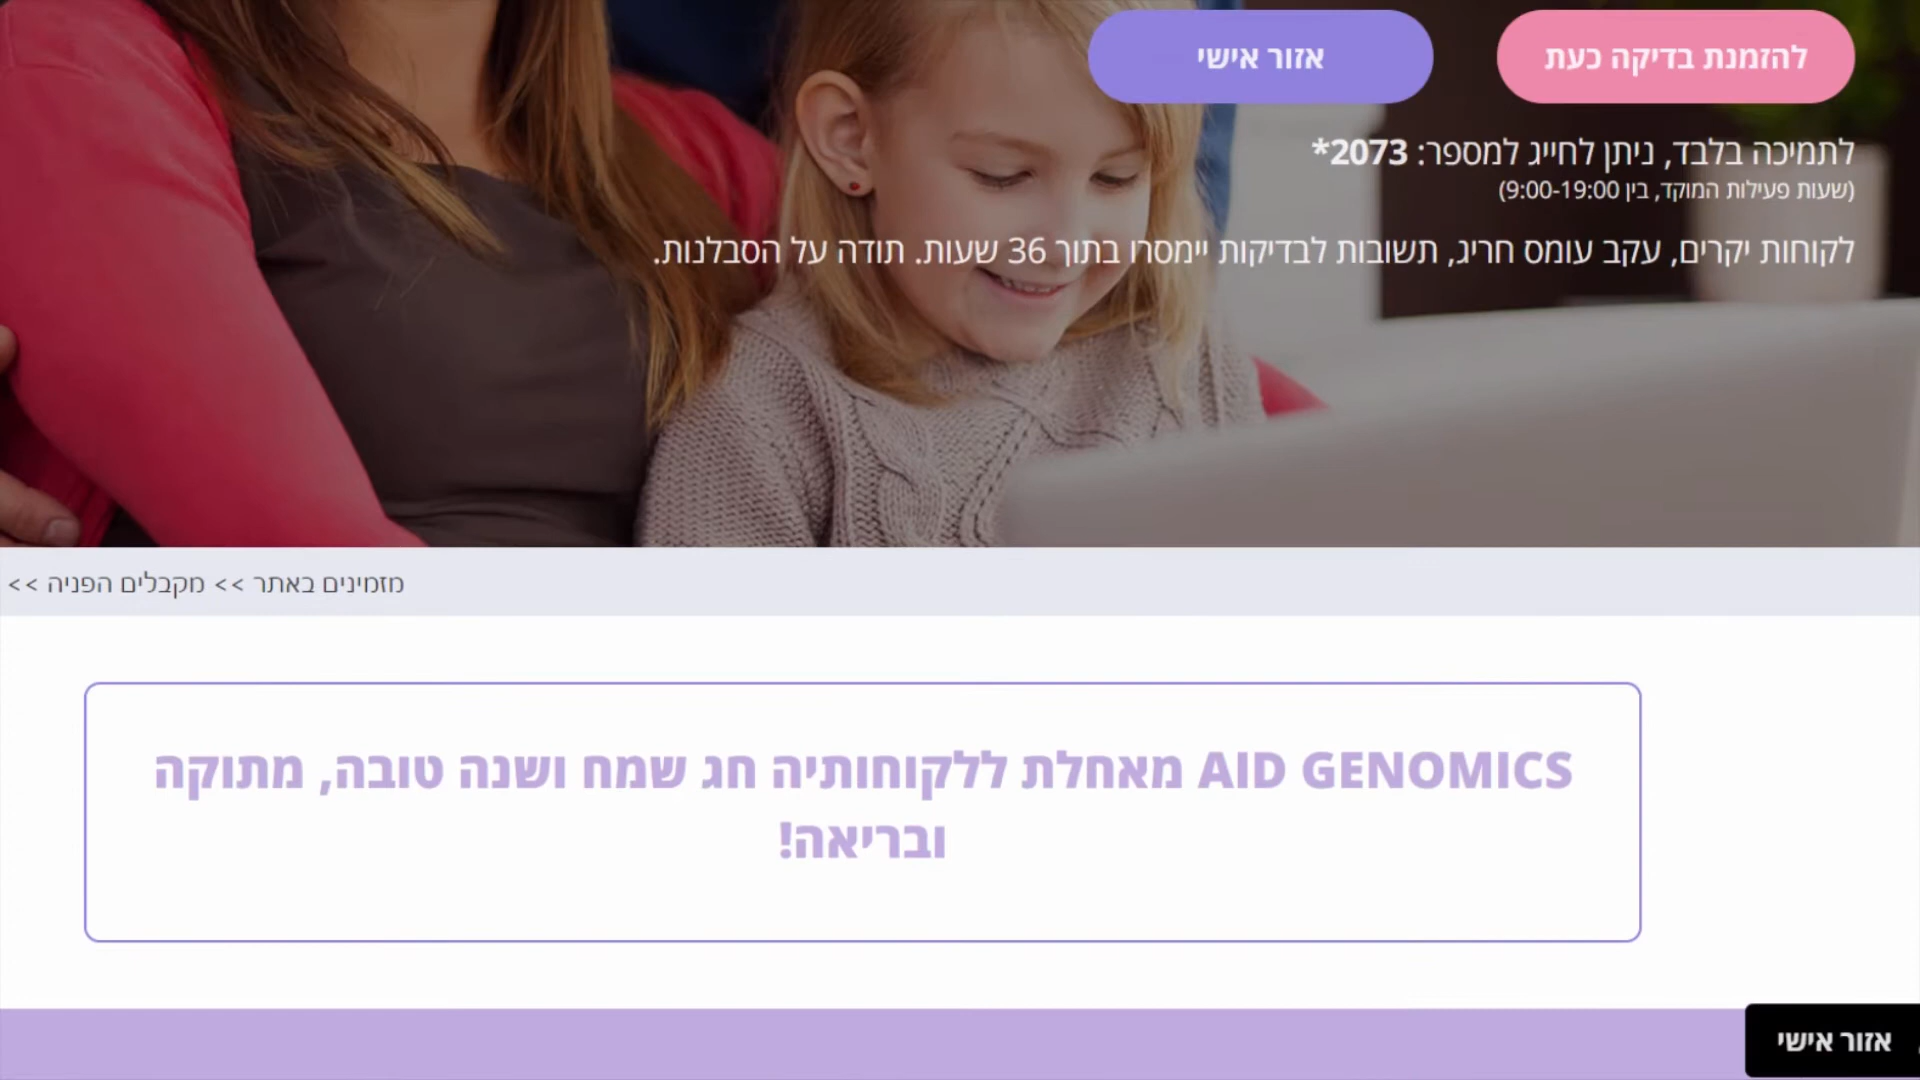 להזמנת בדיקה כעת
אזור אישי
לתמיכה בלבד, ניתן לחייג למספר: 2073*
(שעות פעילות המוקד, בין 9:00-19:00)
לקוחות יקרים, עקב עומס חריג, תשובות לבדיקות יימסרו בתוך 36 שעות. תודה על הסבלנות.
מזמינים באתר >> מקבלים הפניה >>
AID GENOMICS מאחלת ללקוחותיה חג שמח ושנה טובה, מתוקה
ובריאה!
אזור אישי